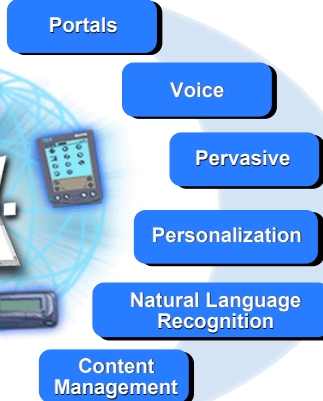 Portals
Voice
Pervasive
Personalization
Natural Language
Recognition
Content
Management